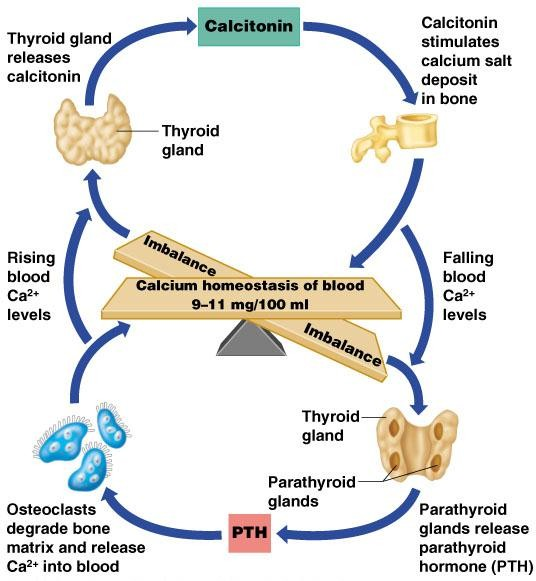 Calcitonin
Thyroid gland
releases
calcitonin
Calcitonin
stimulates
calcium salt
deposit
in bone
Thyroid
gland
Imbalance
Calcium homeostasis of blood
9–11 mg/100 ml
Imbalance
Rising
blood
Ca²⁺
levels
Falling
blood
Ca²⁺
levels
Thyroid
gland
Parathyroid
glands
Osteoclasts
degrade bone
matrix and release
Ca²⁺ into blood
PTH
Parathyroid
glands release
parathyroid
hormone (PTH)